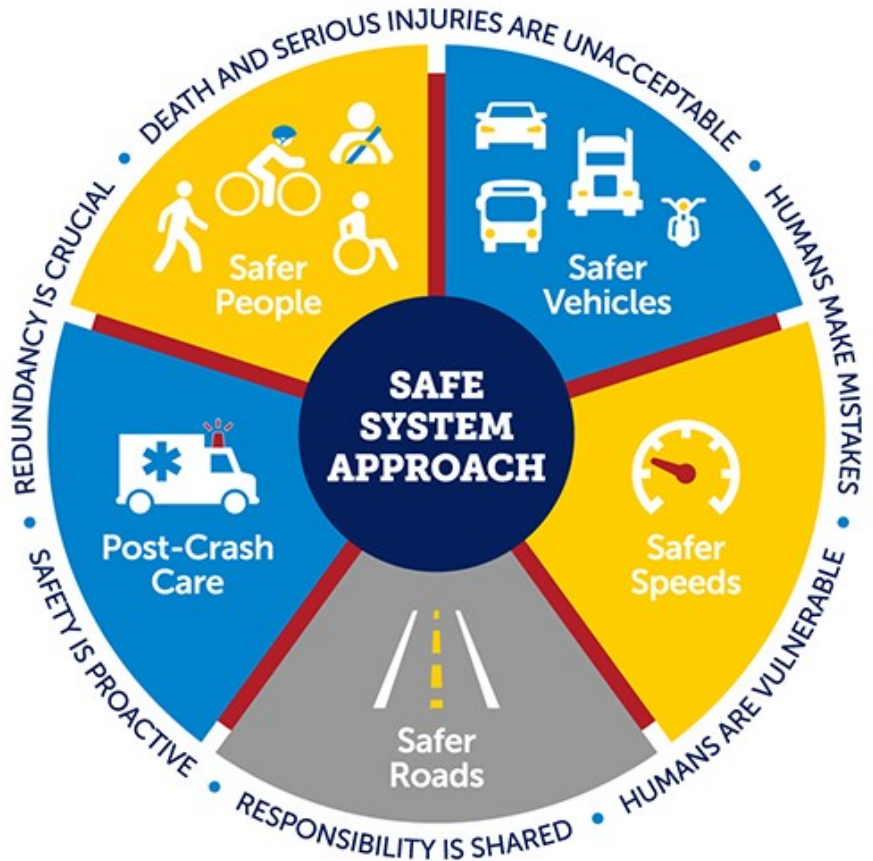 DEATH AND SERIOUS INJURIES ARE UNACCEPTABLE
HUMANS MAKE MISTAKES
HUMANS ARE VULNERABLE
RESPONSIBILITY IS SHARED
SAFETY IS PROACTIVE
REDUNDANCY IS CRUCIAL
Safer
People
Safer
Vehicles
SAFE
SYSTEM
APPROACH
Post-Crash
Care
Safer
Speeds
Safer
Roads